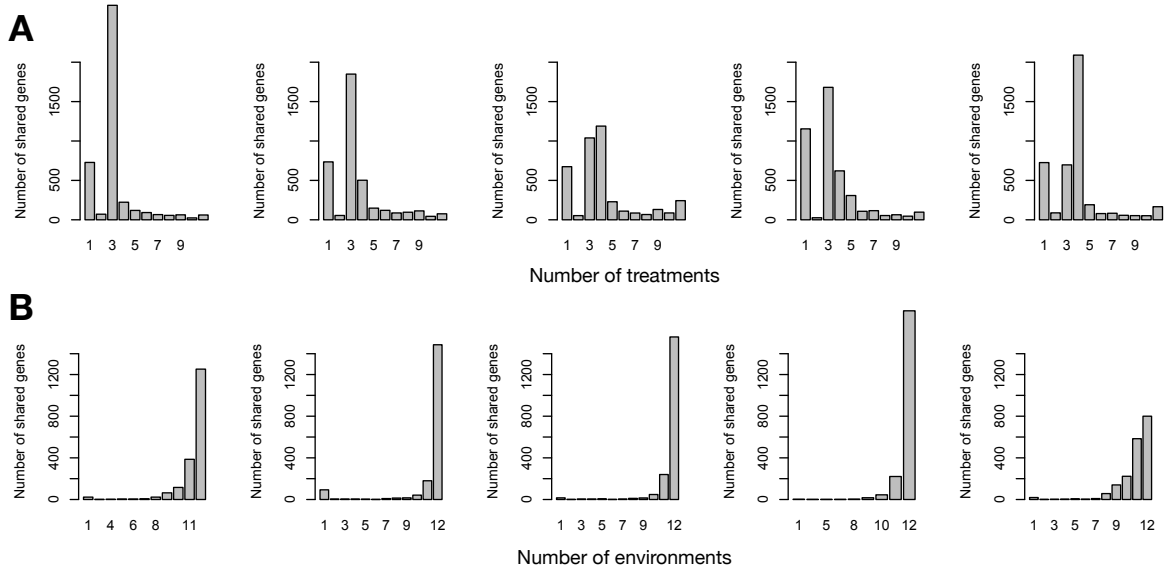 A
Number of shared genes
0 500 1500
1 3 5 7 9
Number of shared genes
0 500 1500
1 3 5 7 9
Number of shared genes
0 500 1500
1 3 5 7 9
Number of shared genes
0 500 1500
1 3 5 7 9
Number of shared genes
0 500 1500
1 3 5 7 9
Number of treatments
B
Number of shared genes
0 400 800 1200
1 4 6 8 11
Number of shared genes
0 400 800 1200
1 3 5 7 9 12
Number of shared genes
0 400 800 1200
1 3 5 7 9 12
Number of shared genes
0 400 800 1200
1 5 8 10 12
Number of shared genes
0 400 800 1200
1 3 5 7 9 12
Number of environments